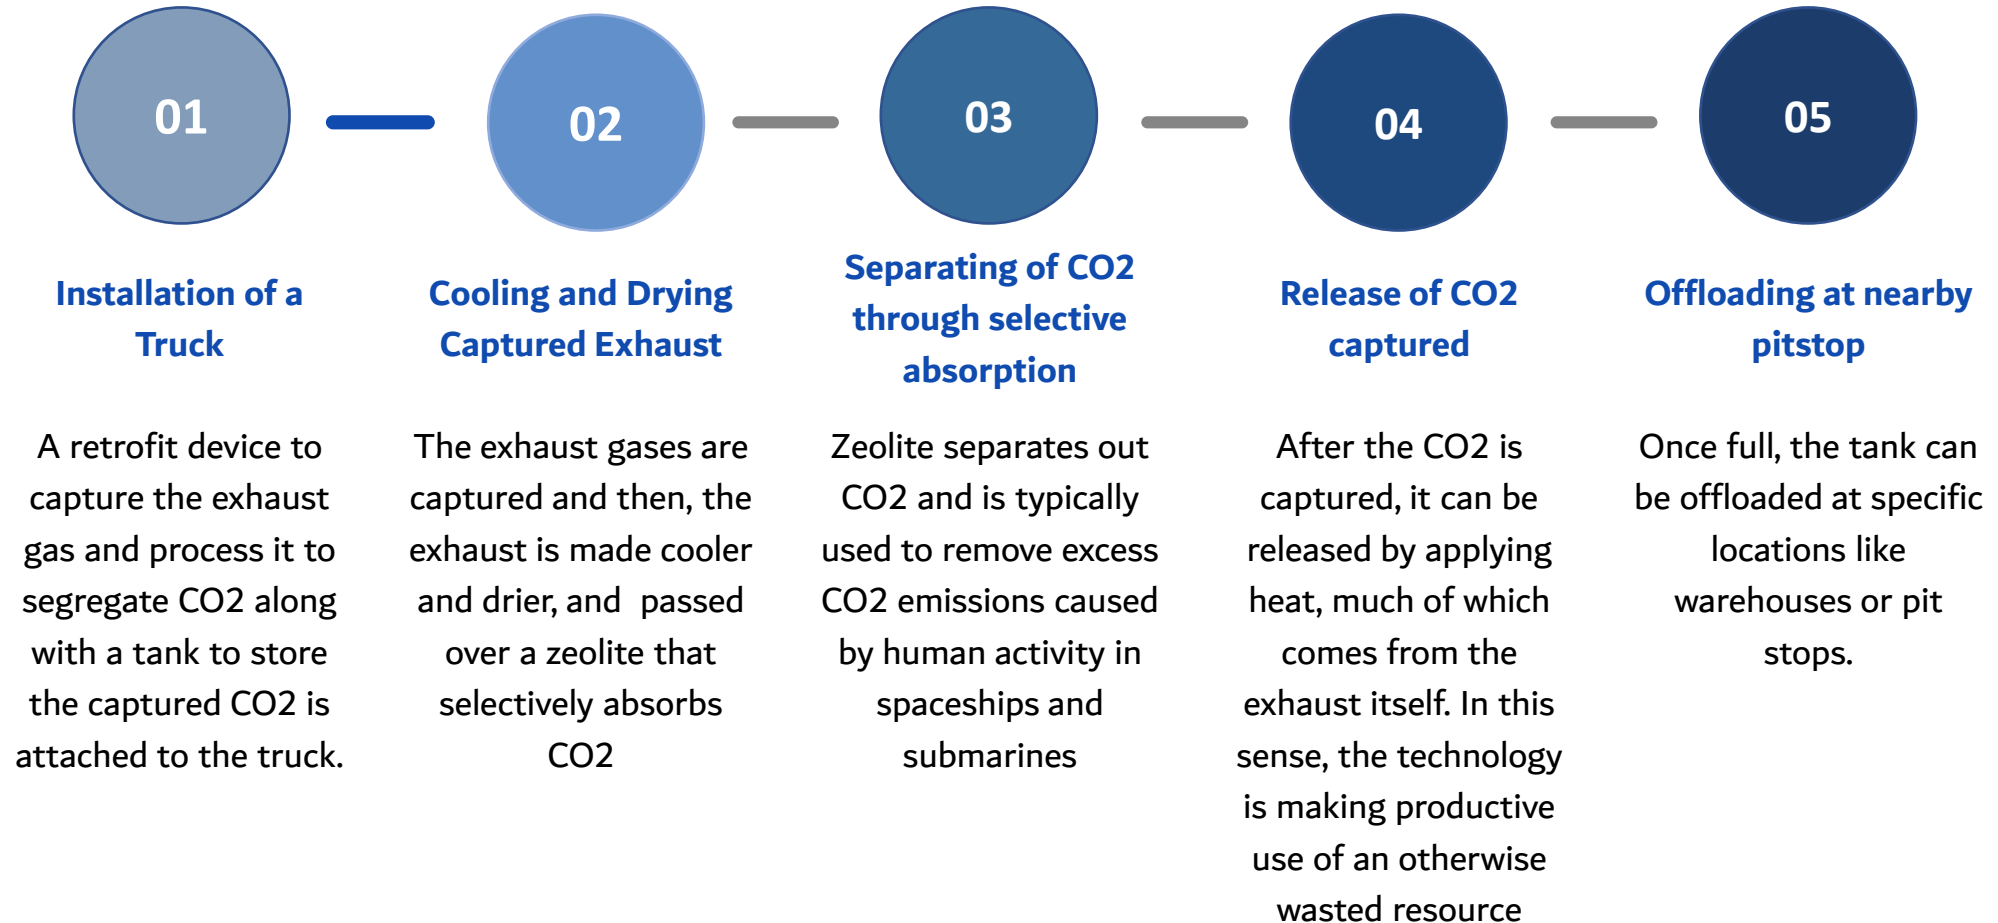 01
Installation of a
Truck
A retrofit device to
capture the exhaust
gas and process it to
segregate CO2 along
with a tank to store
the captured CO2 is
attached to the truck.
02
Cooling and Drying
Captured Exhaust
The exhaust gases are
captured and then, the
exhaust is made cooler
and drier, and  passed
over a zeolite that
selectively absorbs
CO2
03
Separating of CO2
through selective
absorption
Zeolite separates out
CO2 and is typically
used to remove excess
CO2 emissions caused
by human activity in
spaceships and
submarines
04
Release of CO2
captured
After the CO2 is
captured, it can be
released by applying
heat, much of which
comes from the
exhaust itself. In this
sense, the technology
is making productive
use of an otherwise
wasted resource
05
Offloading at nearby
pitstop
Once full, the tank can
be offloaded at specific
locations like
warehouses or pit
stops.